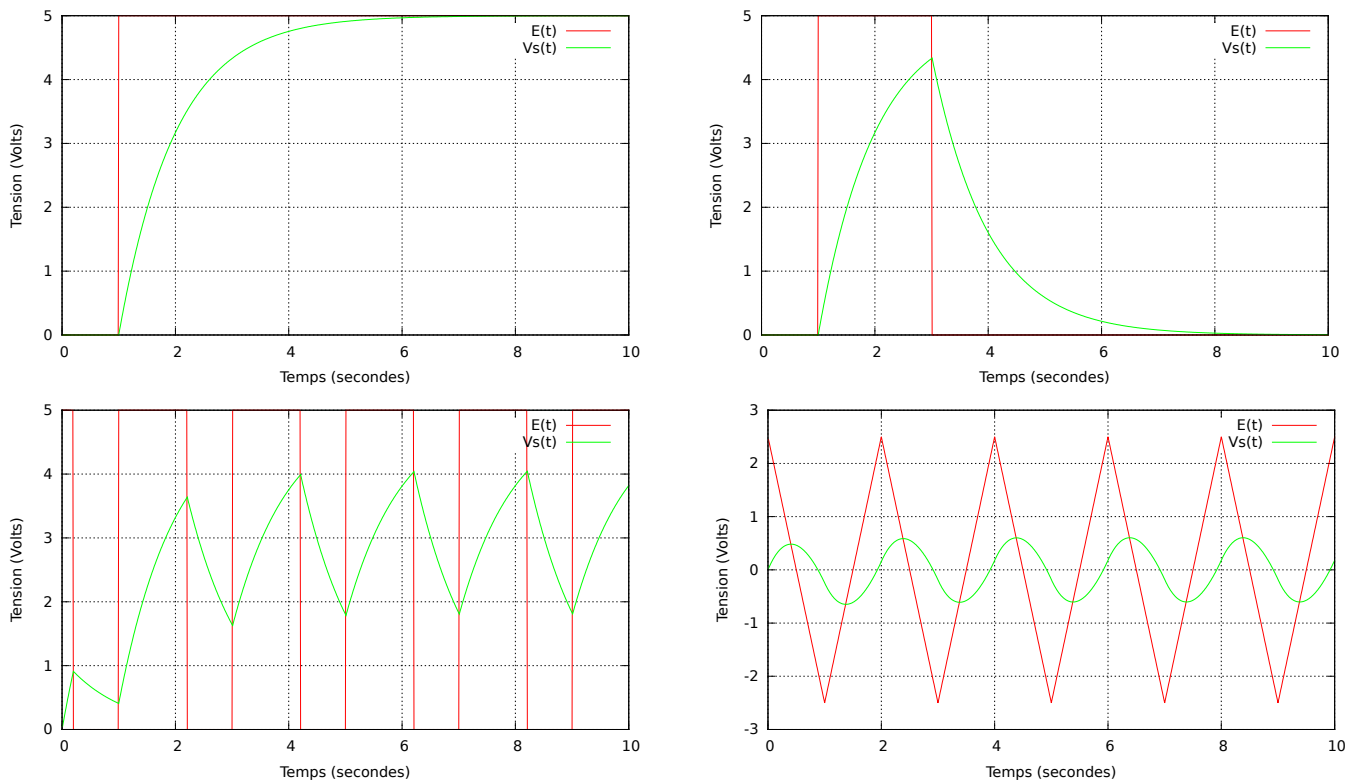 5
4
3
2
1
0
0 2 4 6 8 10
Tension (Volts)
Temps (secondes)
E(t)
Vs(t)
5
4
3
2
1
0
0 2 4 6 8 10
Tension (Volts)
Temps (secondes)
E(t)
Vs(t)
5
4
3
2
1
0
0 2 4 6 8 10
Tension (Volts)
Temps (secondes)
E(t)
Vs(t)
3
2
1
0
-1
-2
-3
0 2 4 6 8 10
Tension (Volts)
Temps (secondes)
E(t)
Vs(t)